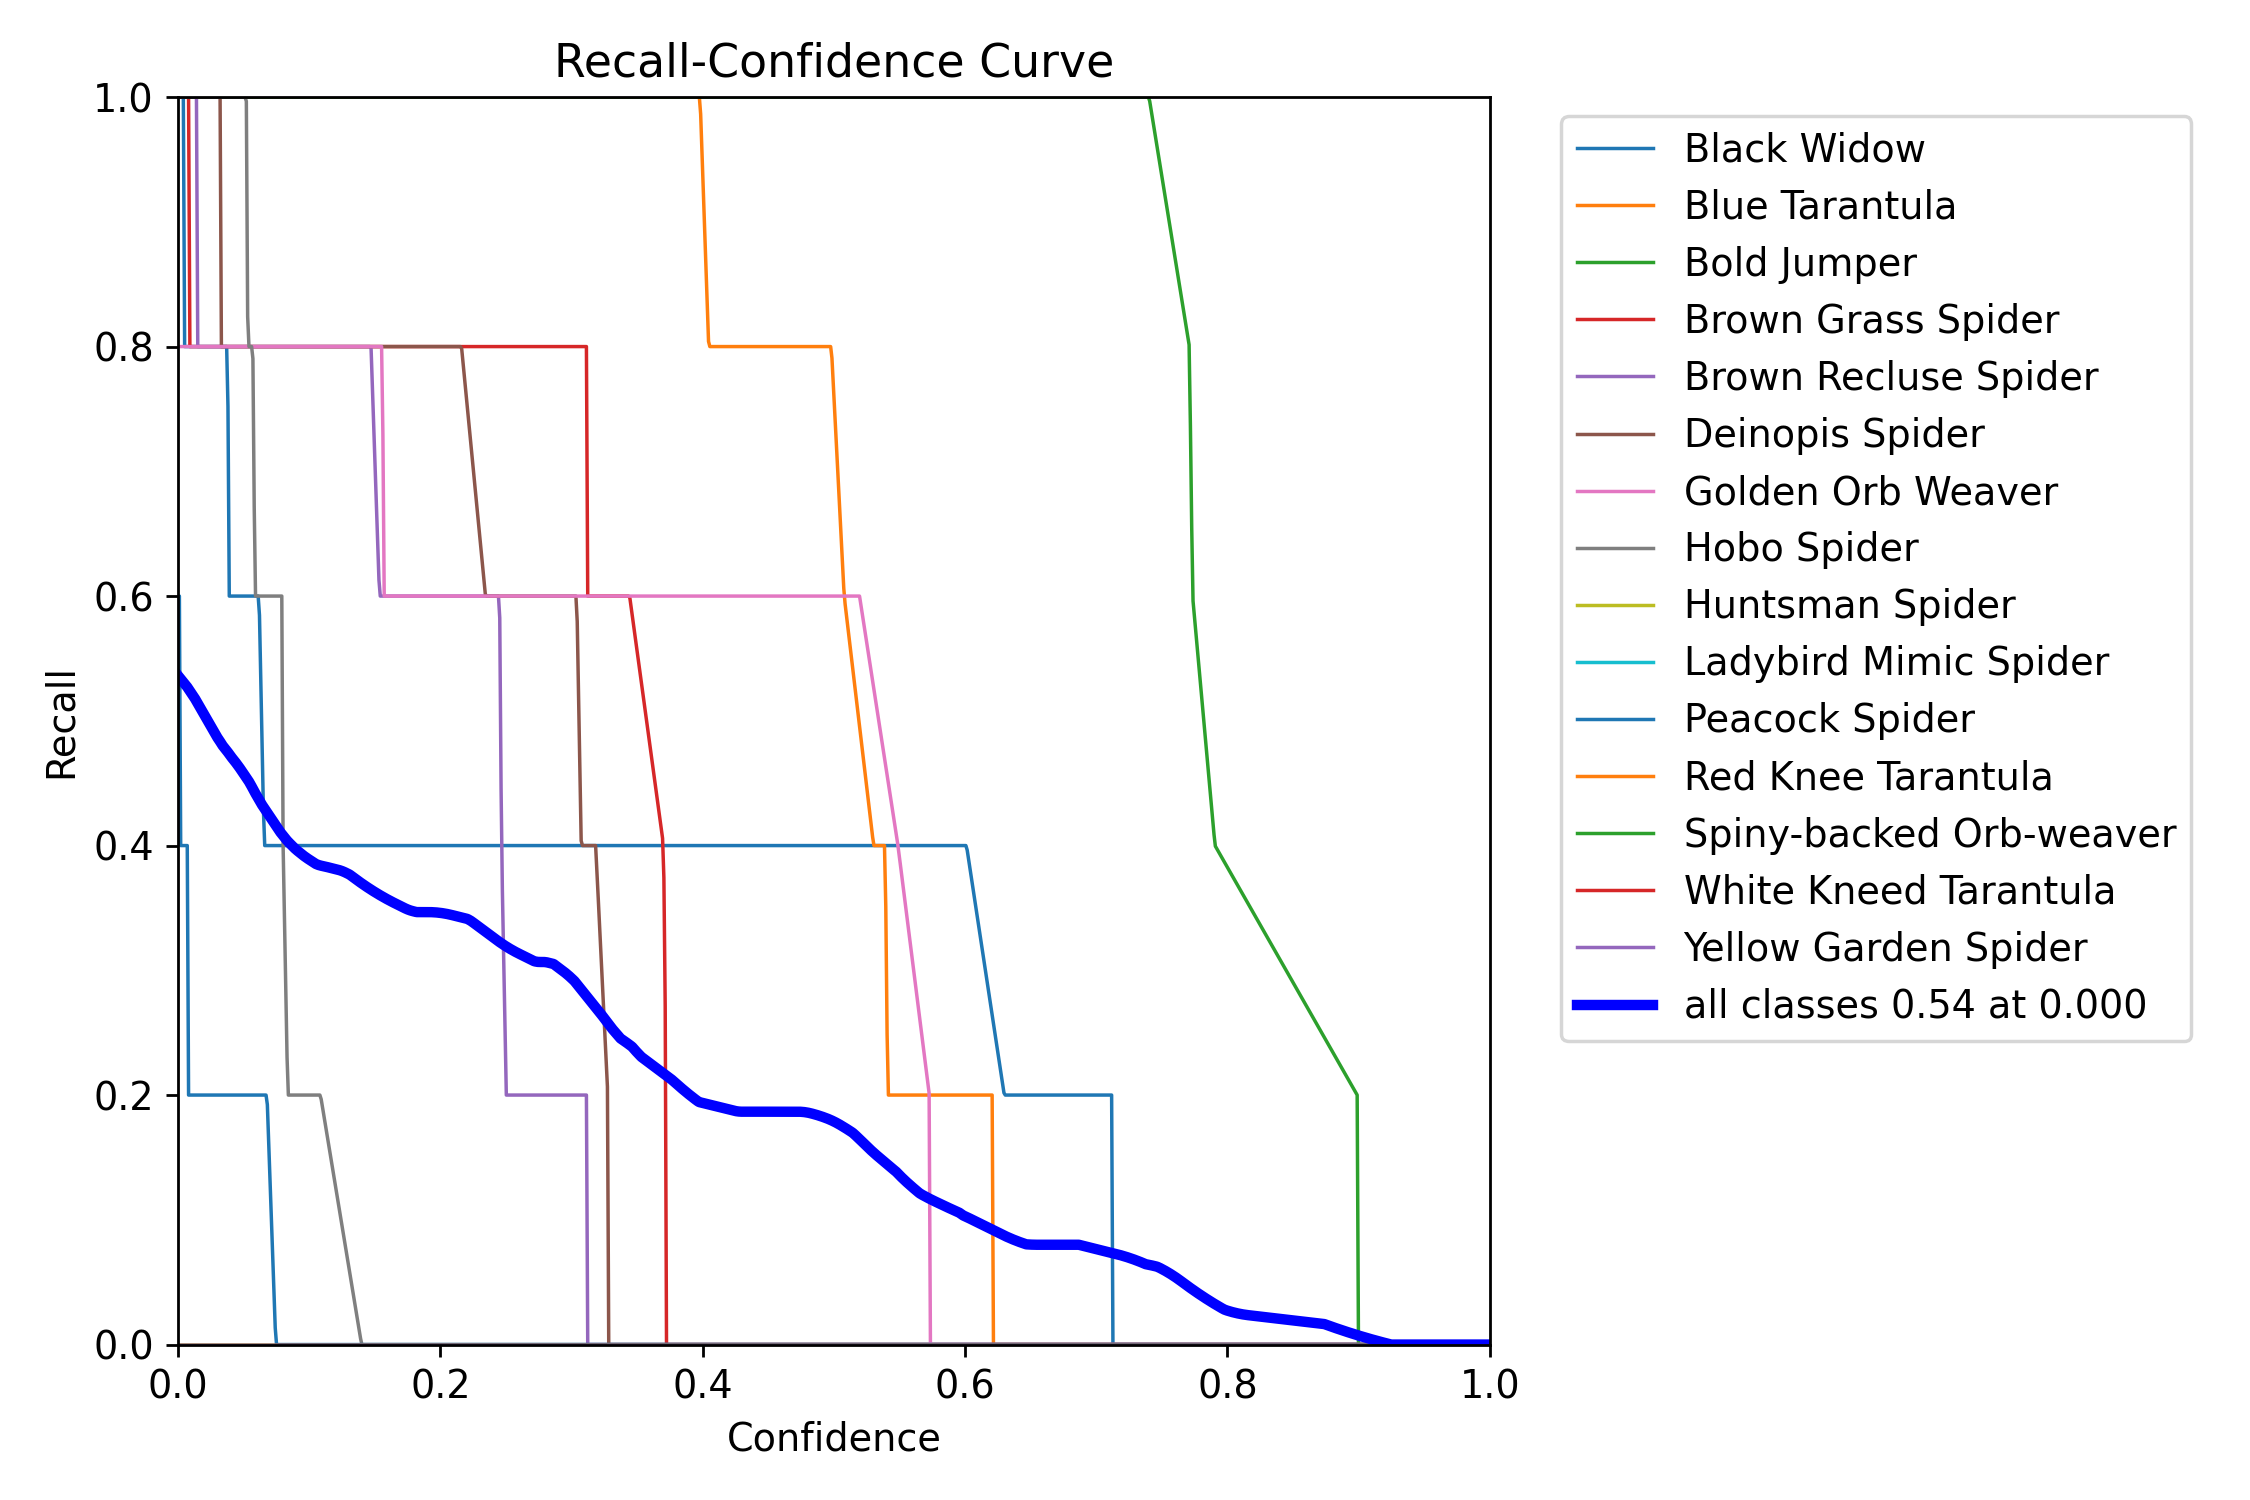 Recall-Confidence Curve
1.0
0.8
0.6
0.4
0.2
0.0
Recall
0.0 0.2 0.4 0.6 0.8 1.0
Confidence
Black Widow
Blue Tarantula
Bold Jumper
Brown Grass Spider
Brown Recluse Spider
Deinopis Spider
Golden Orb Weaver
Hobo Spider
Huntsman Spider
Ladybird Mimic Spider
Peacock Spider
Red Knee Tarantula
Spiny-backed Orb-weaver
White Kneed Tarantula
Yellow Garden Spider
all classes 0.54 at 0.000